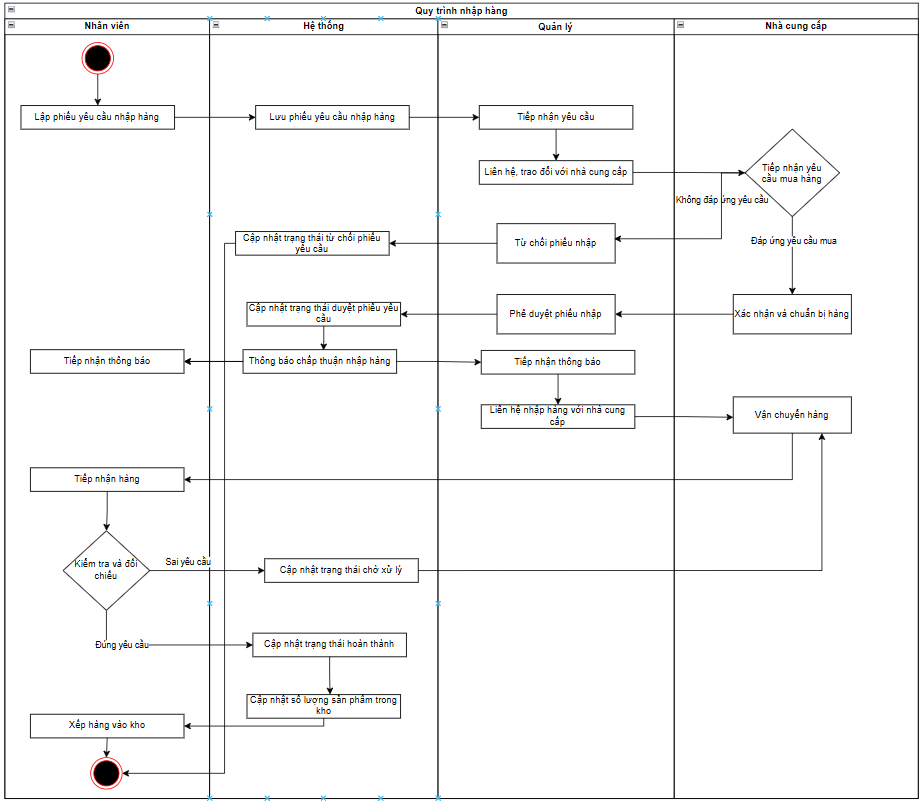 Quy trình nhập hàng
Nhân viên
Hệ thống
Quản lý
Nhà cung cấp
Lập phiếu yêu cầu nhập hàng
Lưu phiếu yêu cầu nhập hàng
Tiếp nhận yêu cầu
Liên hệ, trao đổi với nhà cung cấp
Tiếp nhận yêu
cầu mua hàng
Không đáp ứng yêu cầu
Đáp ứng yêu cầu mua
Cập nhật trạng thái từ chối phiếu
yêu cầu
Từ chối phiếu nhập
Cập nhật trạng thái duyệt phiếu yêu
cầu
Phê duyệt phiếu nhập
Xác nhận và chuẩn bị hàng
Tiếp nhận thông báo
Thông báo chấp thuận nhập hàng
Tiếp nhận thông báo
Liên hệ nhập hàng với nhà cung
cấp
Vận chuyển hàng
Tiếp nhận hàng
Kiểm tra và đối
chiếu
Sai yêu cầu
Cập nhật trạng thái chờ xử lý
Đúng yêu cầu
Cập nhật trạng thái hoàn thành
Cập nhật số lượng sản phẩm trong
kho
Xếp hàng vào kho